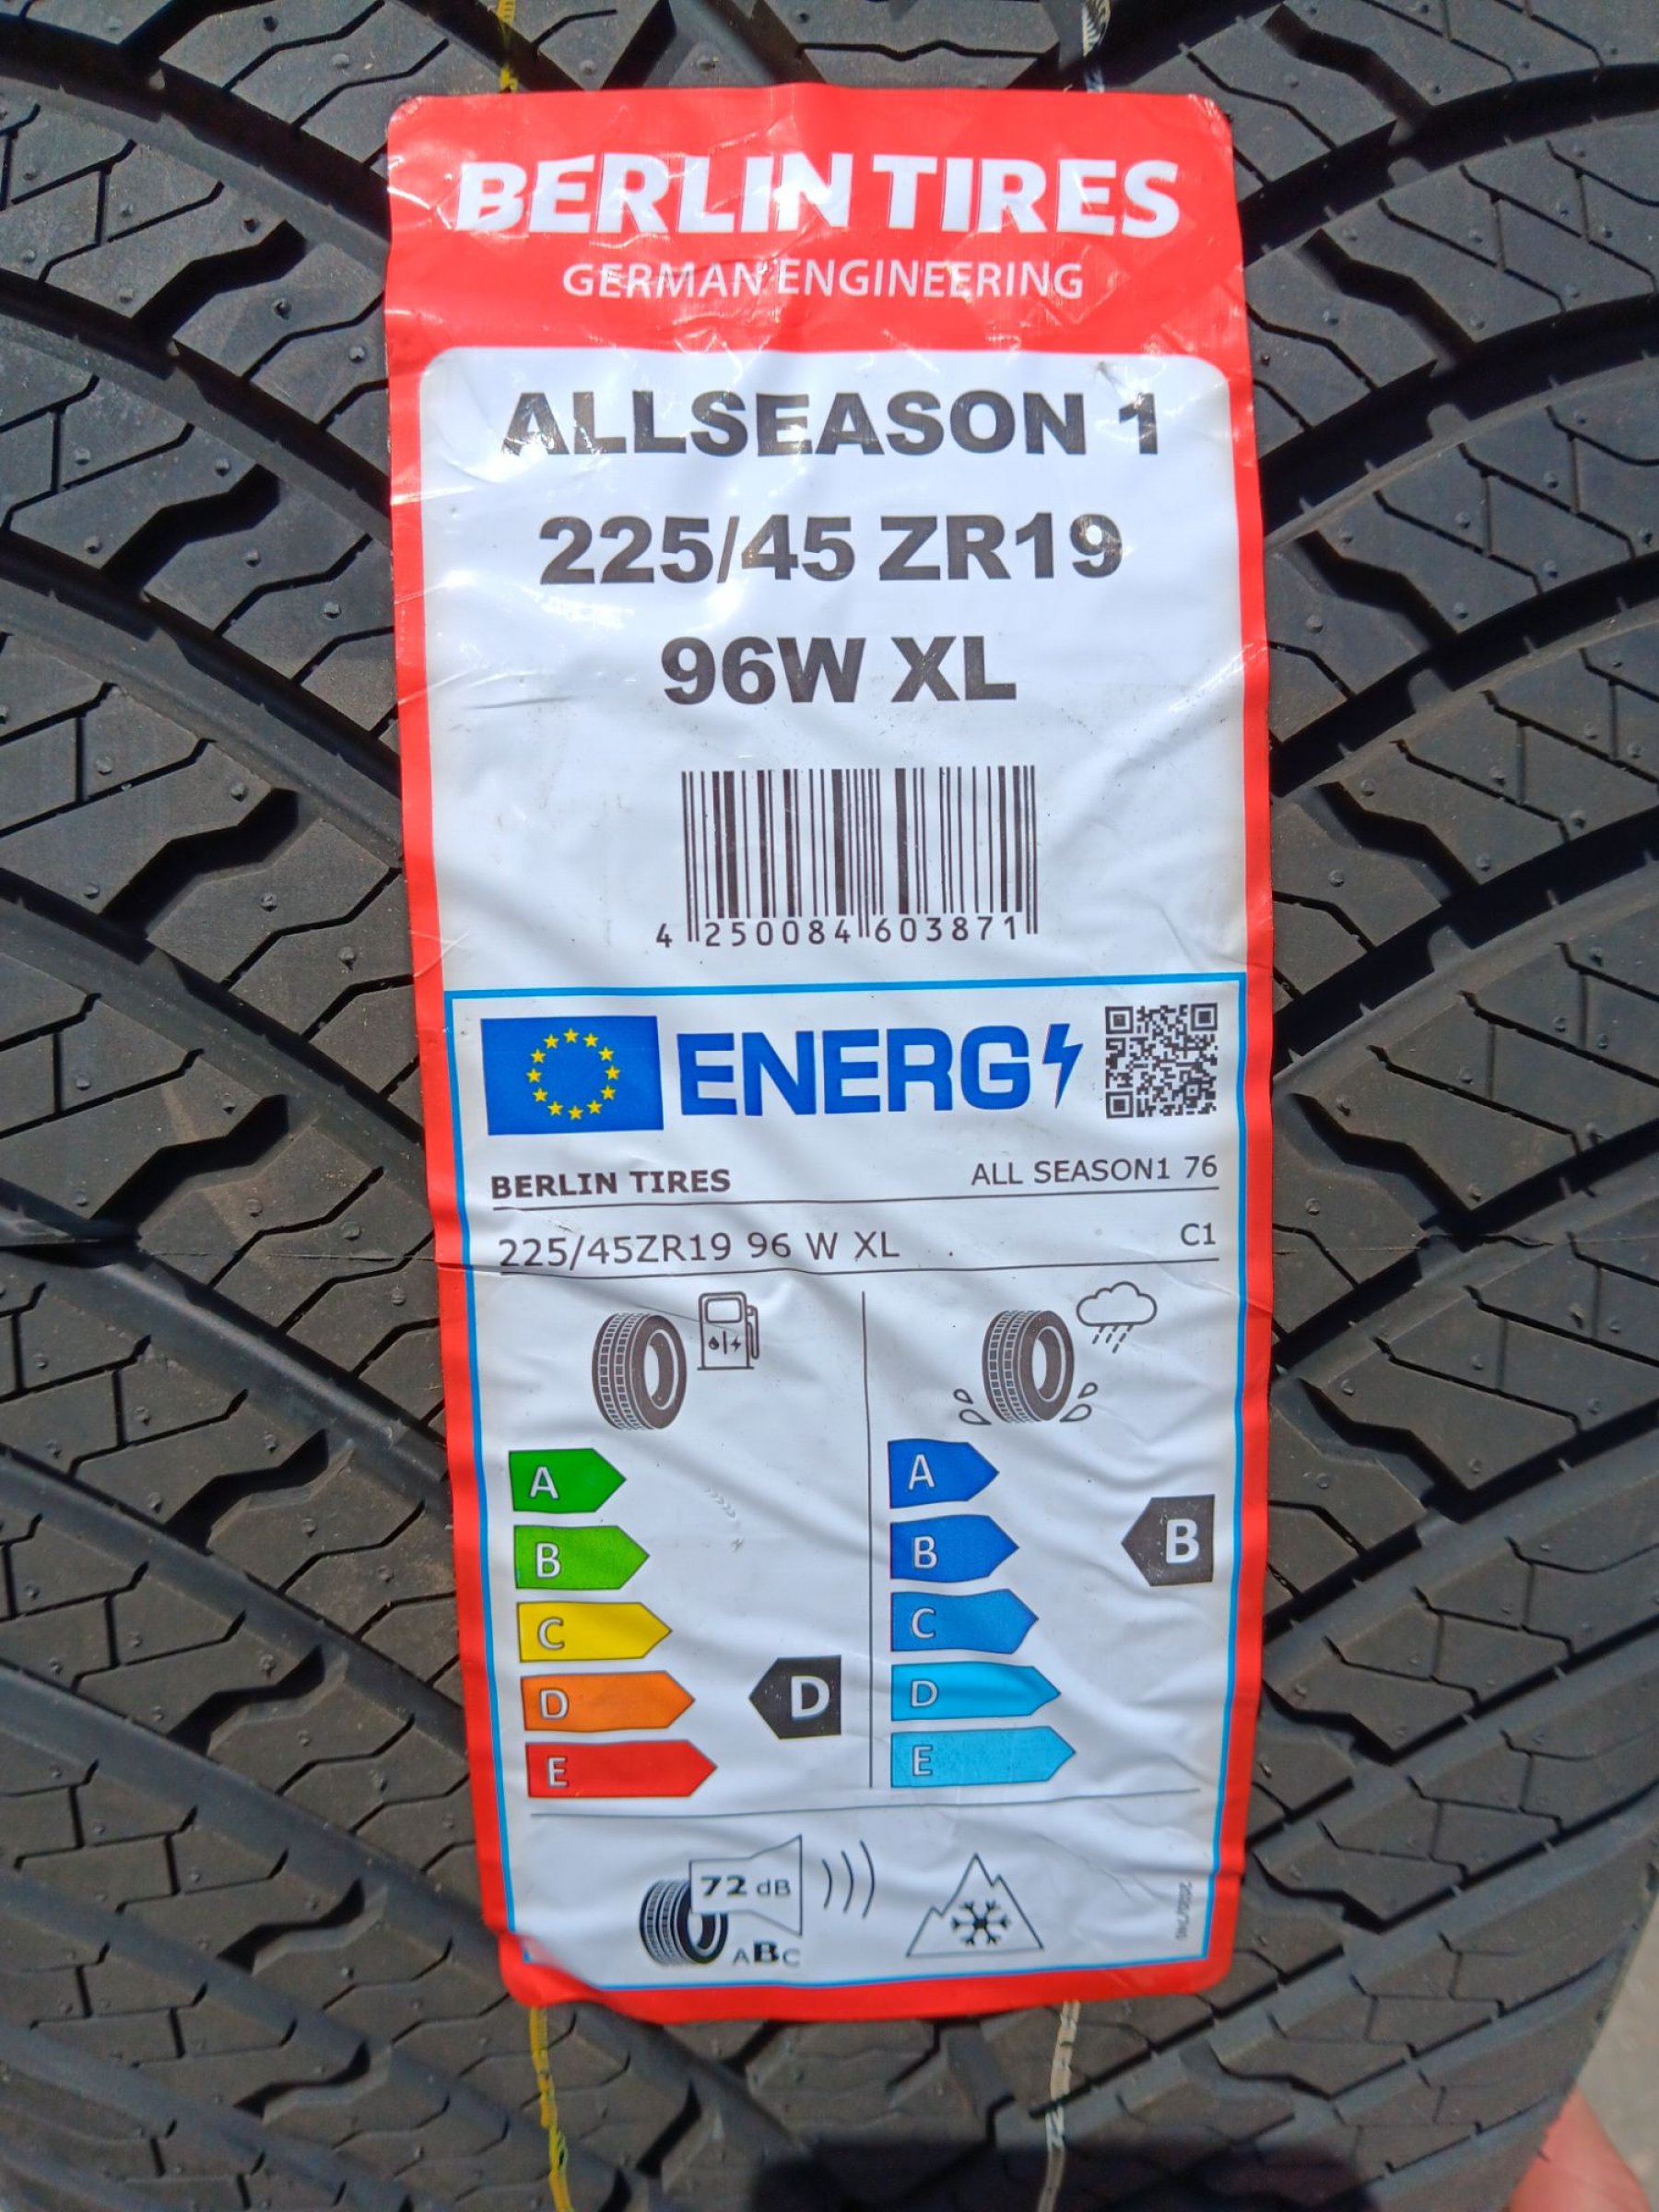 BERLIN TIRES
GERMAN ENGINEERING
ALLSEASON 1
225/45 ZR19
96W XL
4 250084 603871
ENERG
BERLIN TIRES ALL SEASON1 76
225/45ZR19 96 W XL C1
A A
B B B
C C
D D D
E E
72 dB
ABC